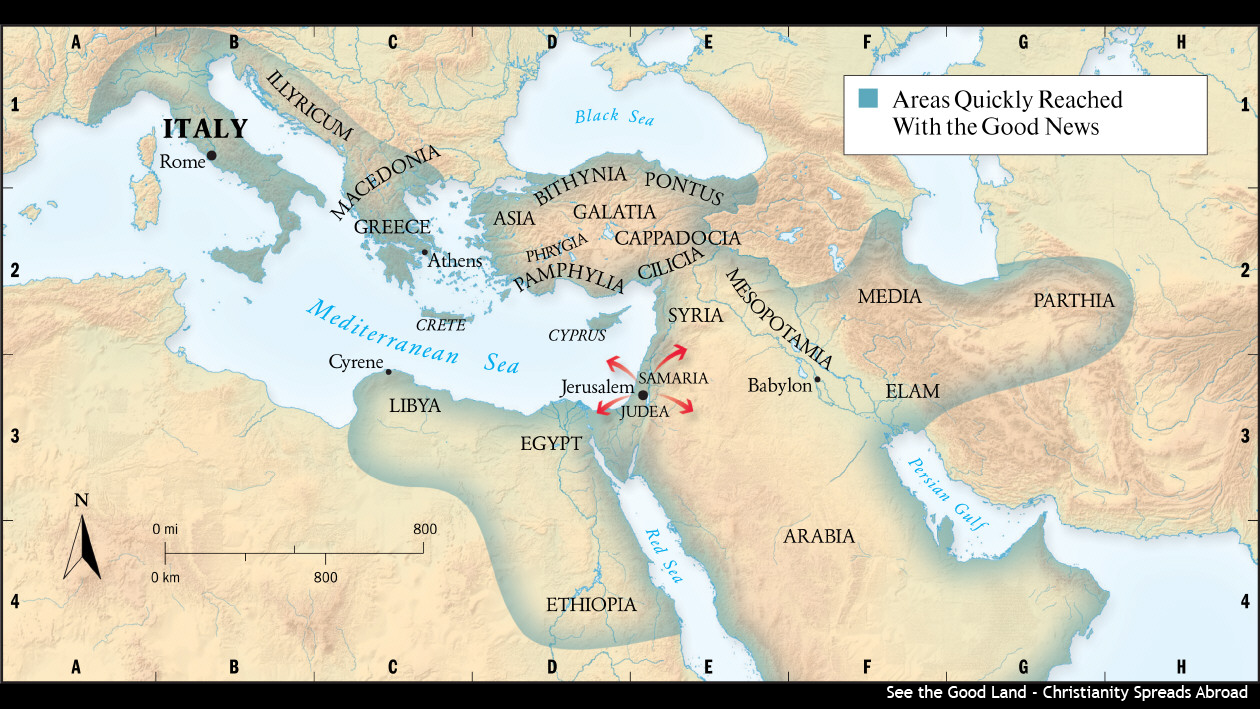 A B C D E F G H
1 1
ITALY
Rome
ILLYRICUM
MACEDONIA
GREECE
Athens
Black Sea
Areas Quickly Reached
With the Good News
BITHYNIA
PONTUS
ASIA
GALATIA
PHRYGIA
CAPPADOCIA
PAMPHYLIA
CILICIA
2 2
MESOPOTAMIA
MEDIA
PARTHIA
SYRIA
CRETE
CYPRUS
Mediterranean Sea
Cyrene
LIBYA
Jerusalem
SAMARIA
JUDEA
Babylon
ELAM
3 3
EGYPT
Persian Gulf
N
0 mi 800
0 km 800
Red Sea
ARABIA
ETHIOPIA
4 4
A B C D E F G H
See the Good Land - Christianity Spreads Abroad